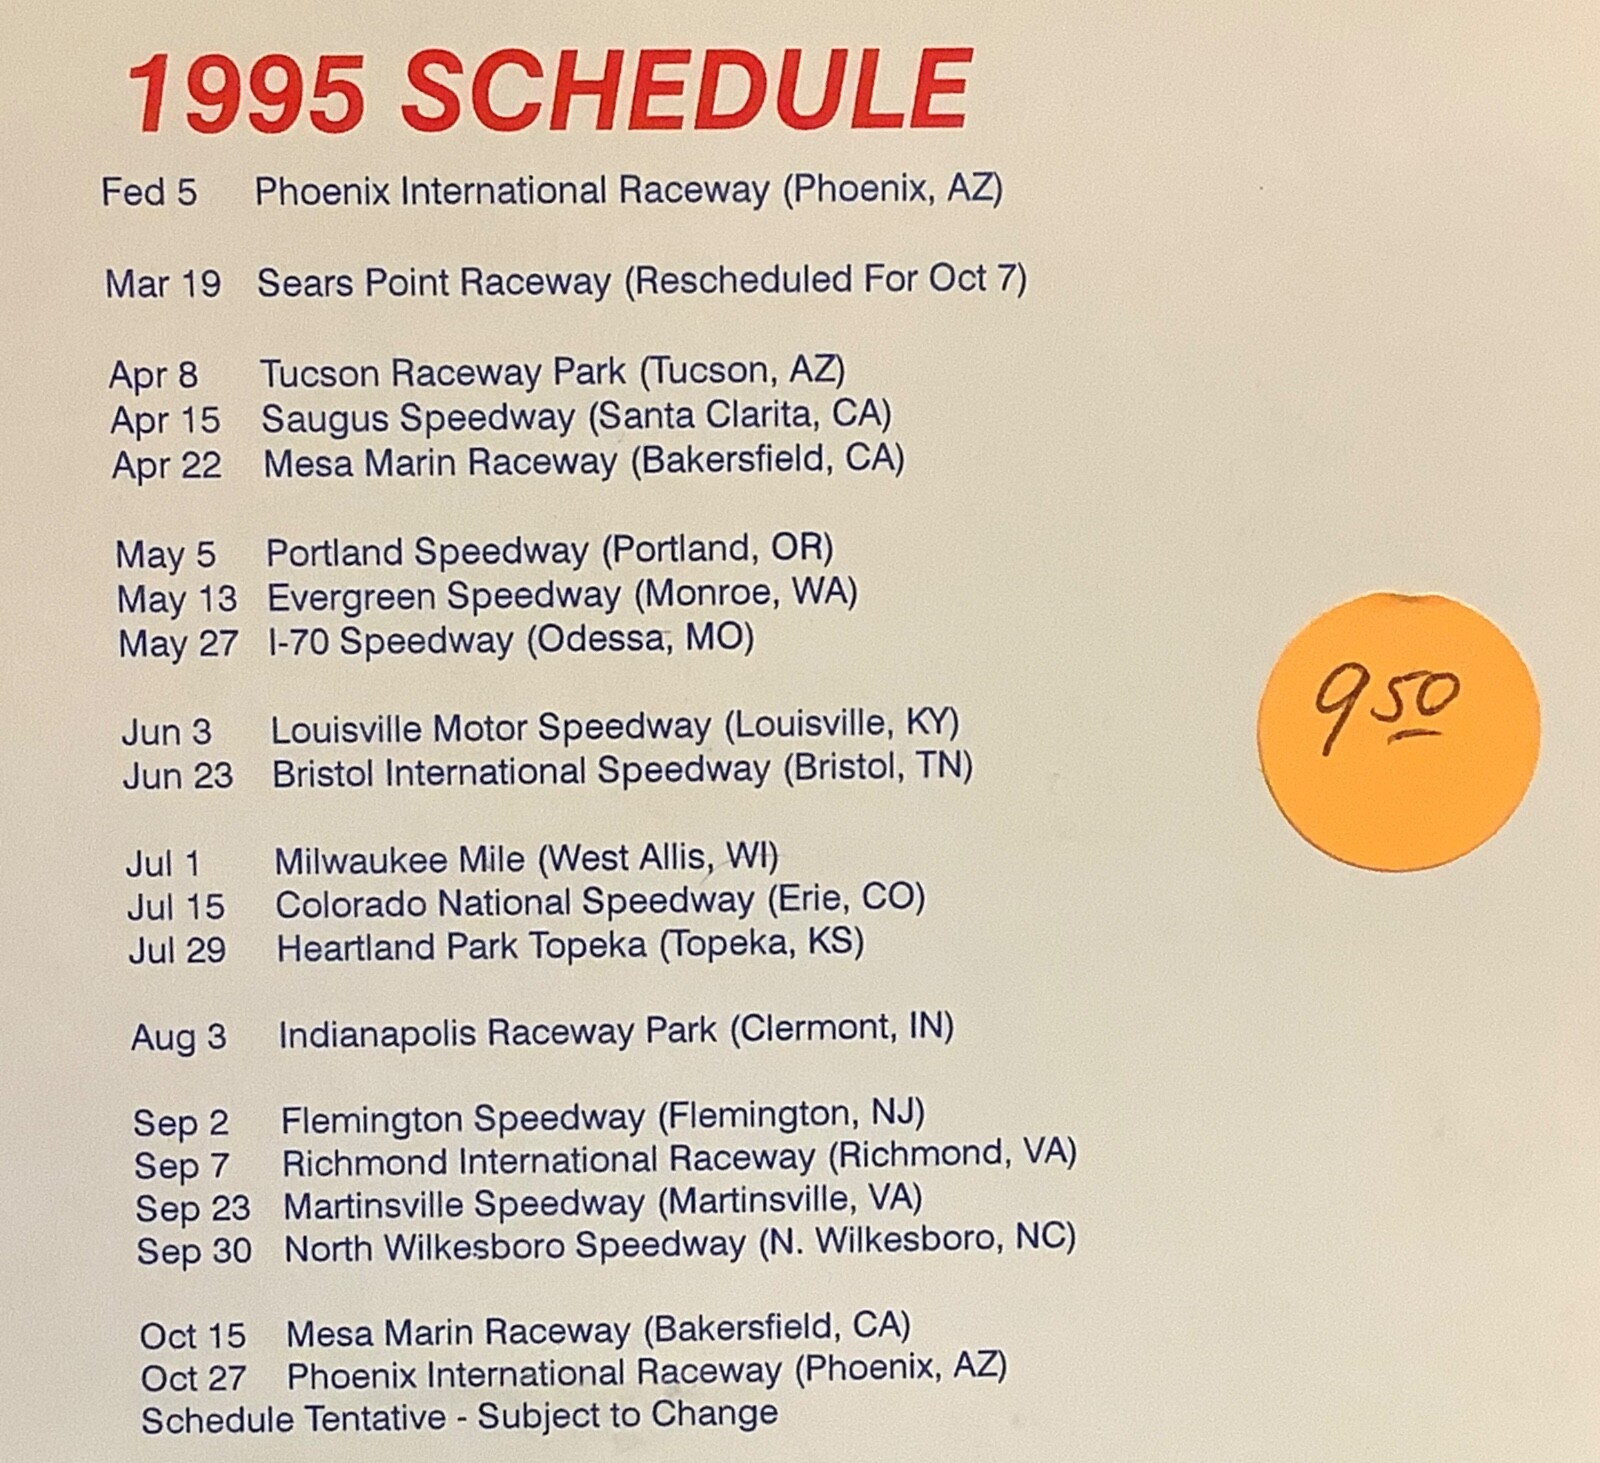 1995 SCHEDULE
Fed 5 Phoenix International Raceway (Phoenix, AZ)
Mar 19 Sears Point Raceway (Rescheduled For Oct 7)
Apr 8 Tucson Raceway Park (Tucson, AZ)
Apr 15 Saugus Speedway (Santa Clarita, CA)
Apr 22 Mesa Marin Raceway (Bakersfield, CA)
May 5 Portland Speedway (Portland, OR)
May 13 Evergreen Speedway (Monroe, WA)
May 27 I-70 Speedway (Odessa, MO)
9 50
Jun 3 Louisville Motor Speedway (Louisville, KY)
Jun 23 Bristol International Speedway (Bristol, TN)
Jul 1 Milwaukee Mile (West Allis, WI)
Jul 15 Colorado National Speedway (Erie, CO)
Jul 29 Heartland Park Topeka (Topeka, KS)
Aug 3 Indianapolis Raceway Park (Clermont, IN)
Sep 2 Flemington Speedway (Flemington, NJ)
Sep 7 Richmond International Raceway (Richmond, VA)
Sep 23 Martinsville Speedway (Martinsville, VA)
Sep 30 North Wilkesboro Speedway (N. Wilkesboro, NC)
Oct 15 Mesa Marin Raceway (Bakersfield, CA)
Oct 27 Phoenix International Raceway (Phoenix, AZ)
Schedule Tentative - Subject to Change